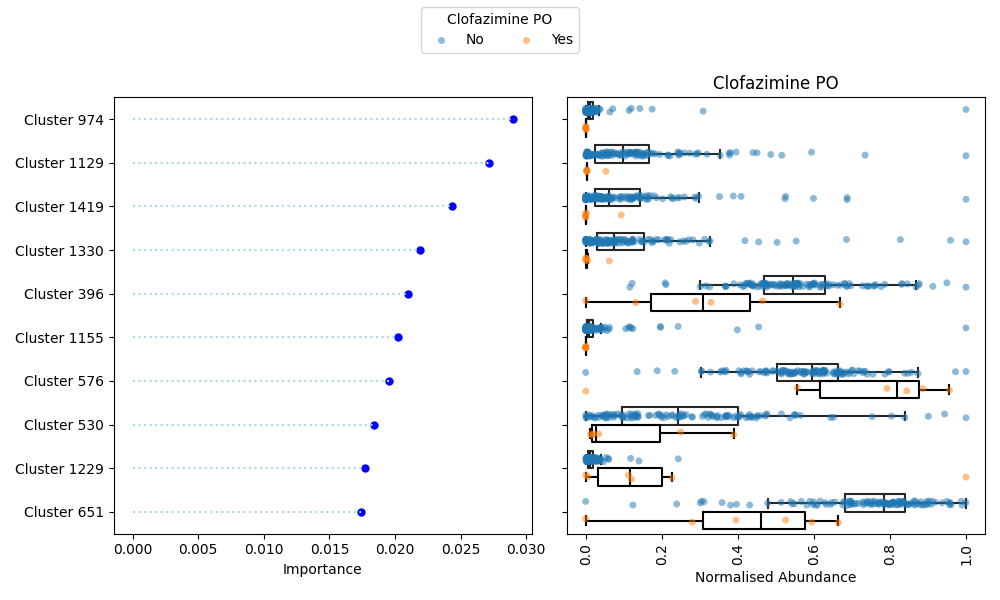 Clofazimine PO
No Yes
Clofazimine PO
Cluster 974
Cluster 1129
Cluster 1419
Cluster 1330
Cluster 396
Cluster 1155
Cluster 576
Cluster 530
Cluster 1229
Cluster 651
0.000 0.005 0.010 0.015 0.020 0.025 0.030
Importance
0.0 0.2 0.4 0.6 0.8 1.0
Normalised Abundance